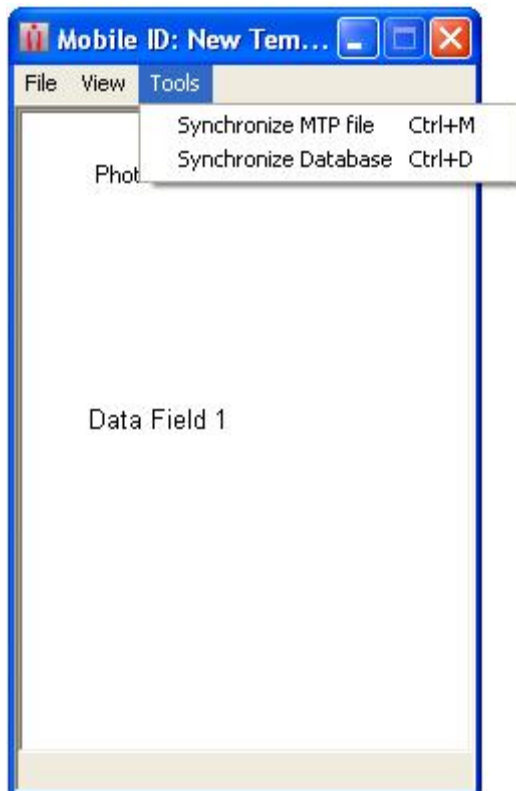 Mobile ID: New Tem...
File View Tools
Synchronize MTP file Ctrl+M
Synchronize Database Ctrl+D
Phot
Data Field 1